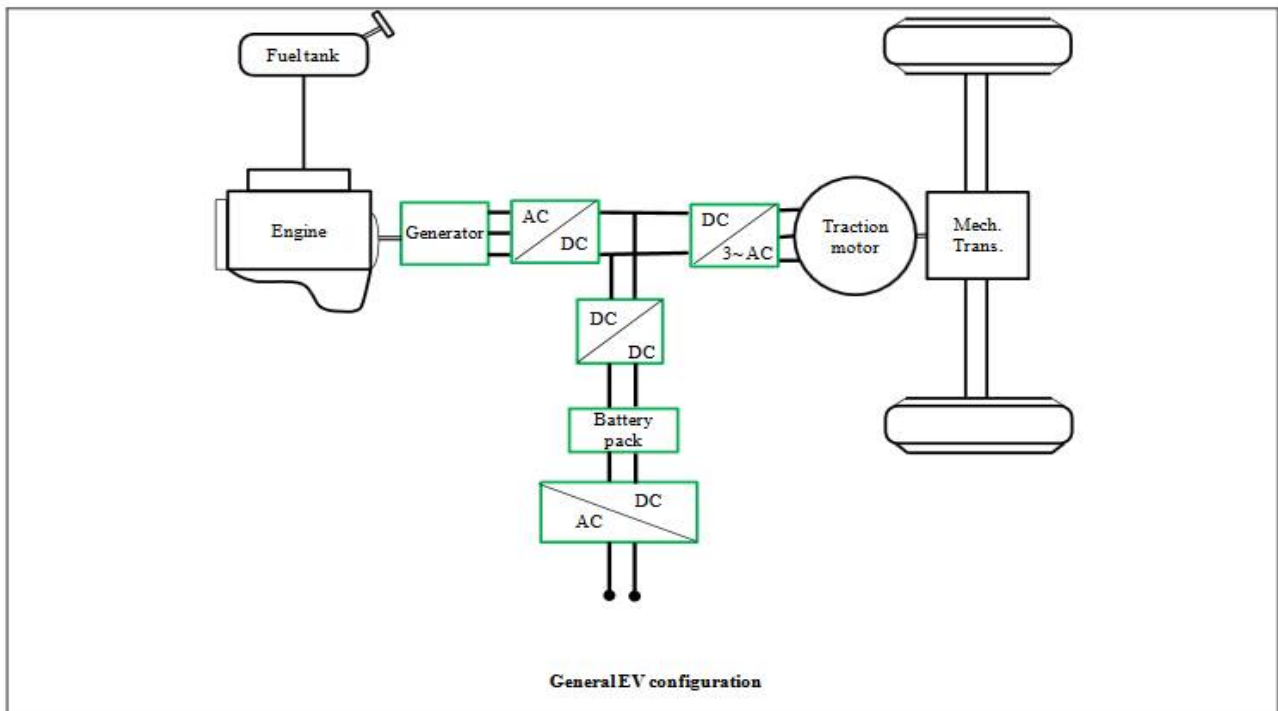 Fuel tank
Engine
Generator
AC
DC
DC
3~ AC
Traction
motor
Mech.
Trans.
DC
DC
Battery
pack
DC
AC
General EV configuration